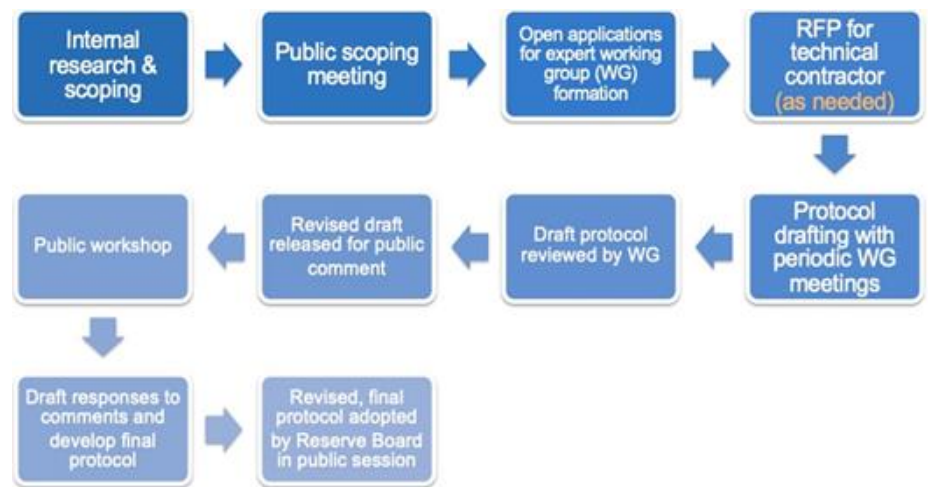 Internal
research &
scoping
Public scoping
meeting
Open applications
for expert working
group (WG)
formation
RFP for
technical
contractor
(as needed)
Protocol
drafting with
periodic WG
meetings
Draft protocol
reviewed by WG
Revised draft
released for public
comment
Public workshop
Draft responses to
comments and
develop final
protocol
Revised, final
protocol adopted
by Reserve Board
in public session